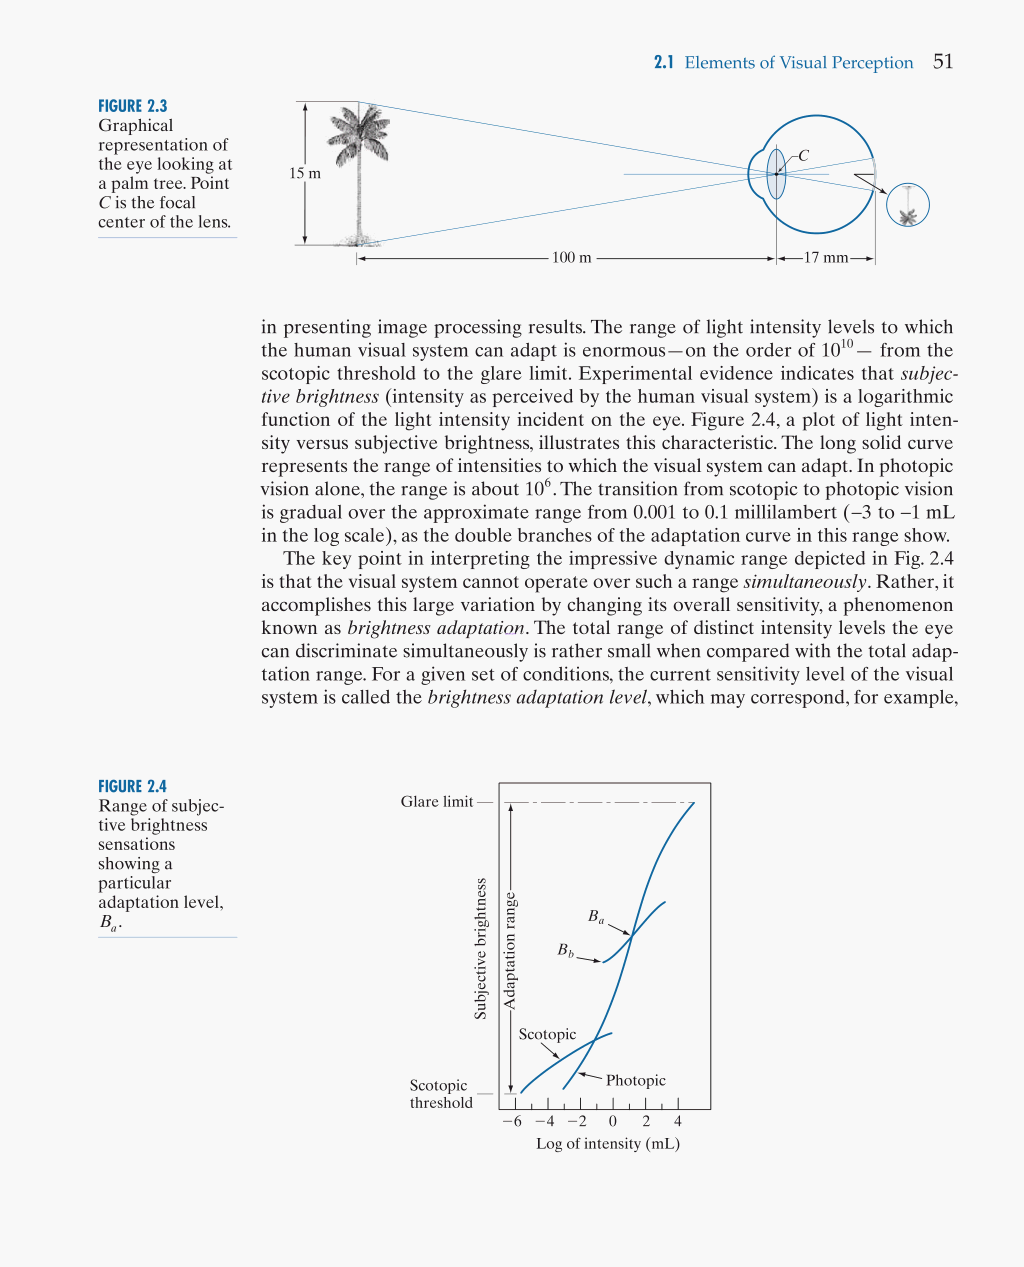 2.1 Elements of Visual Perception 51
FIGURE 2.3
Graphical
representation of
the eye looking at
a palm tree. Point
C is the focal
center of the lens.
15 m
C
100 m
17 mm
in presenting image processing results. The range of light intensity levels to which
the human visual system can adapt is enormous—on the order of 10¹⁰— from the
scotopic threshold to the glare limit. Experimental evidence indicates that subjec-
tive brightness (intensity as perceived by the human visual system) is a logarithmic
function of the light intensity incident on the eye. Figure 2.4, a plot of light inten-
sity versus subjective brightness, illustrates this characteristic. The long solid curve
represents the range of intensities to which the visual system can adapt. In photopic
vision alone, the range is about 10⁶. The transition from scotopic to photopic vision
is gradual over the approximate range from 0.001 to 0.1 millilambert (−3 to −1 mL
in the log scale), as the double branches of the adaptation curve in this range show.
The key point in interpreting the impressive dynamic range depicted in Fig. 2.4
is that the visual system cannot operate over such a range simultaneously. Rather, it
accomplishes this large variation by changing its overall sensitivity, a phenomenon
known as brightness adaptation. The total range of distinct intensity levels the eye
can discriminate simultaneously is rather small when compared with the total adap-
tation range. For a given set of conditions, the current sensitivity level of the visual
system is called the brightness adaptation level, which may correspond, for example,
FIGURE 2.4
Range of subjec-
tive brightness
sensations
showing a
particular
adaptation level,
Bₐ.
Glare limit
Subjective brightness
Adaptation range
Bₐ
B_b
Scotopic
Photopic
Scotopic
threshold
−6 −4 −2 0 2 4
Log of intensity (mL)